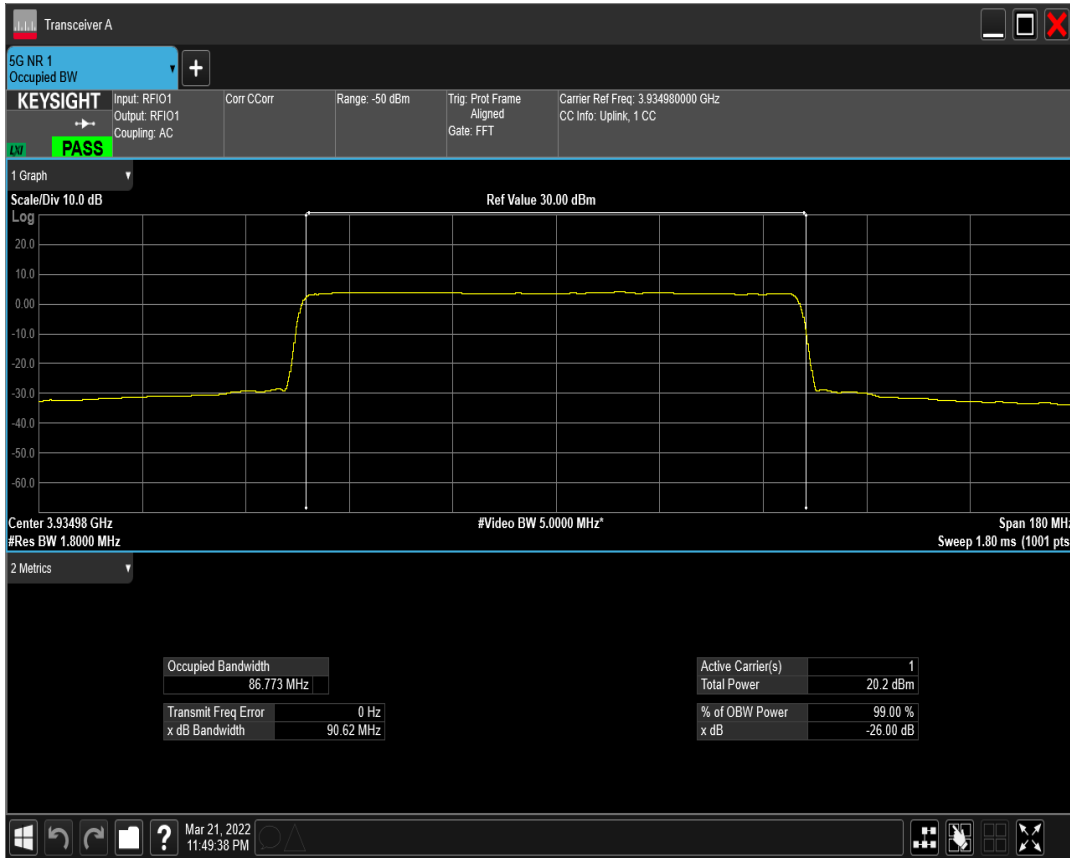 Transceiver A
5G NR 1
Occupied BW
KEYSIGHT
LXI
PASS
Input: RFIO1
Output: RFIO1
Coupling: AC
Corr CCorr
Range: -50 dBm
Trig: Prot Frame
Aligned
Gate: FFT
Carrier Ref Freq: 3.934980000 GHz
CC Info: Uplink, 1 CC
1 Graph
Scale/Div 10.0 dB
Ref Value 30.00 dBm
Log
20.0
10.0
0.00
-10.0
-20.0
-30.0
-40.0
-50.0
-60.0
Center 3.93498 GHz
#Video BW 5.0000 MHz*
Span 180 MHz
#Res BW 1.8000 MHz
Sweep 1.80 ms (1001 pts
2 Metrics
Occupied Bandwidth
86.773 MHz
Transmit Freq Error 0 Hz
x dB Bandwidth 90.62 MHz
Active Carrier(s) 1
Total Power 20.2 dBm
% of OBW Power 99.00 %
x dB -26.00 dB
?
Mar 21, 2022
11:49:38 PM